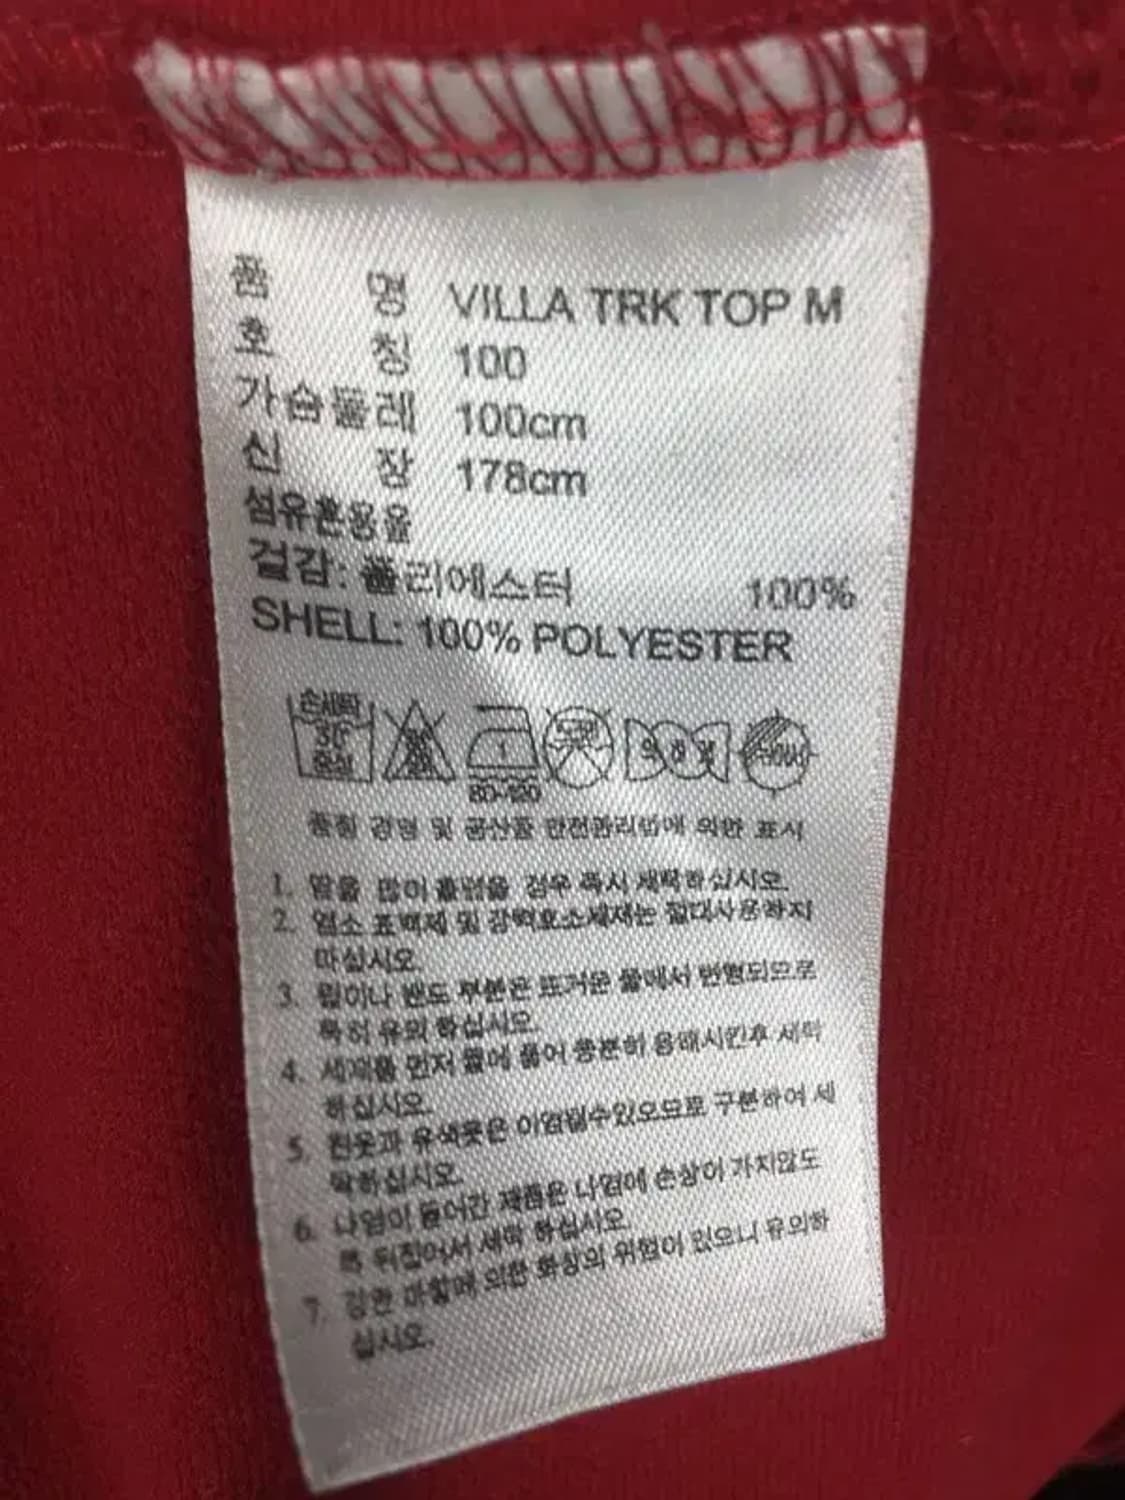 품 명 VILLA TRK TOP M
호 칭 100
가슴둘레 100cm
신 장 178cm
섬유혼용율
겉감: 폴리에스터 100%
SHELL: 100% POLYESTER
손세탁
30°
중성
80-120
품질 경영 및 공산품 안전관리법에 의한 표시
1. 땀을 많이 흘렸을 경우 즉시 세탁하십시오.
2. 염소 표백제 및 강력효소세제는 절대사용하지
마십시오.
3. 립이나 밴드 부분은 뜨거운 물에서 변형되므로
특히 유의 하십시오.
4. 세제를 먼저 물에 풀어 충분히 용해시킨후 세탁
하십시오.
5. 흰옷과 유색옷은 이염될수있으므로 구분하여 세
탁하십시오.
6. 나염이 들어간 제품은 나염에 손상이 가지않도
록 뒤집어서 세탁 하십시오.
7. 강한 마찰에 의한 화상의 위험이 있으니 유의하
십시오.